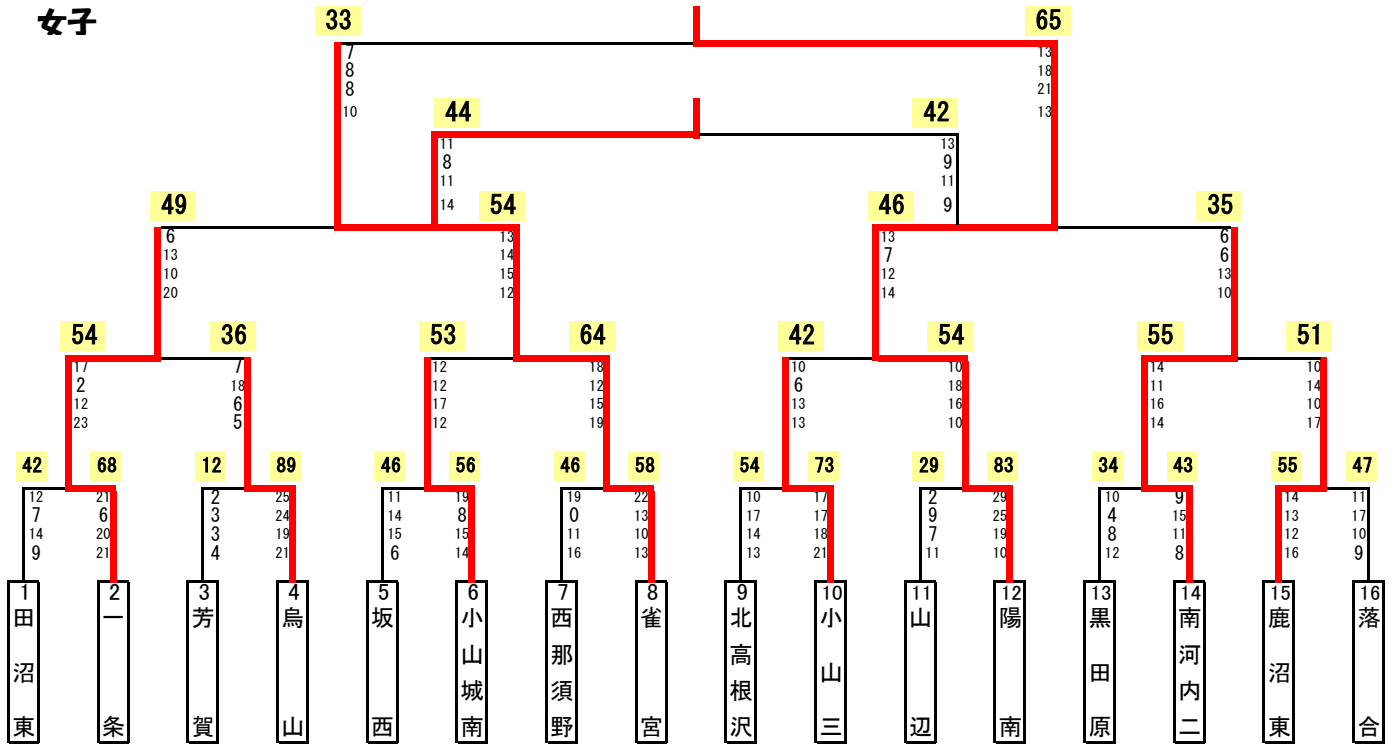 女子
33 65
7 13
8 18
8 21
10 13
44 42
11 13
8 9
11 11
14 9
49 54 46 35
6 13 13 6
13 14 7 6
10 15 12 13
20 12 14 10
54 36 53 64 42 54 55 51
17 7 12 18 10 10 14 10
2 18 12 12 6 18 11 14
12 6 17 15 13 16 16 10
23 5 12 19 13 10 14 17
42 68 12 89 46 56 46 58 54 73 29 83 34 43 55 47
12 21 2 25 11 19 19 22 10 17 2 29 10 9 14 11
7 6 3 24 14 8 0 13 17 17 9 25 4 15 13 17
14 20 3 19 15 15 11 10 14 18 7 19 8 11 12 10
9 21 4 21 6 14 16 13 13 21 11 10 12 8 16 9
1 田沼東
2 一条
3 芳賀
4 烏山
5 坂西
6 小山城南
7 西那須野
8 雀宮
9 北高根沢
10 小山三
11 山辺
12 陽南
13 黒田原
14 南河内二
15 鹿沼東
16 落合